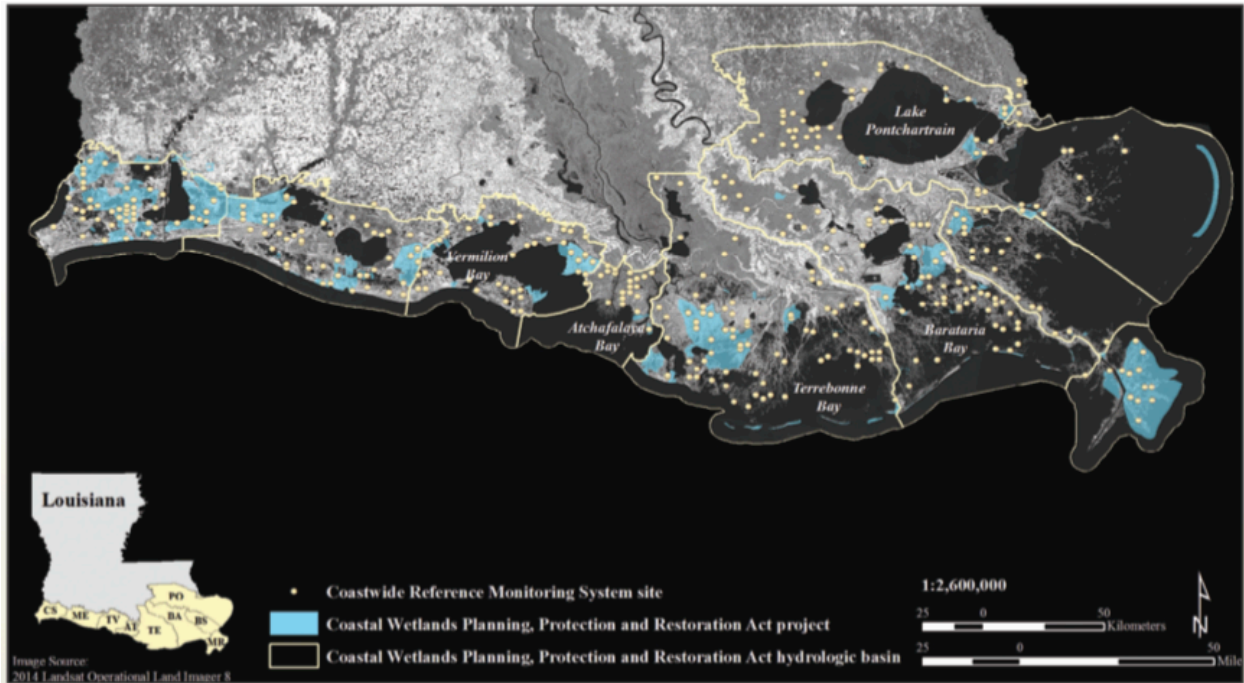 Lake
Pontchartrain
Vermilion
Bay
Atchafalaya
Bay
Barataria
Bay
Terrebonne
Bay
Louisiana
PO
CS
ME
TV
AT
TE
BA
BS
MR
Image Source:
2014 Landsat Operational Land Imager 8
Coastwide Reference Monitoring System site
Coastal Wetlands Planning, Protection and Restoration Act project
Coastal Wetlands Planning, Protection and Restoration Act hydrologic basin
1:2,600,000
25 0 50
Kilometers
25 0 50
Mile
N